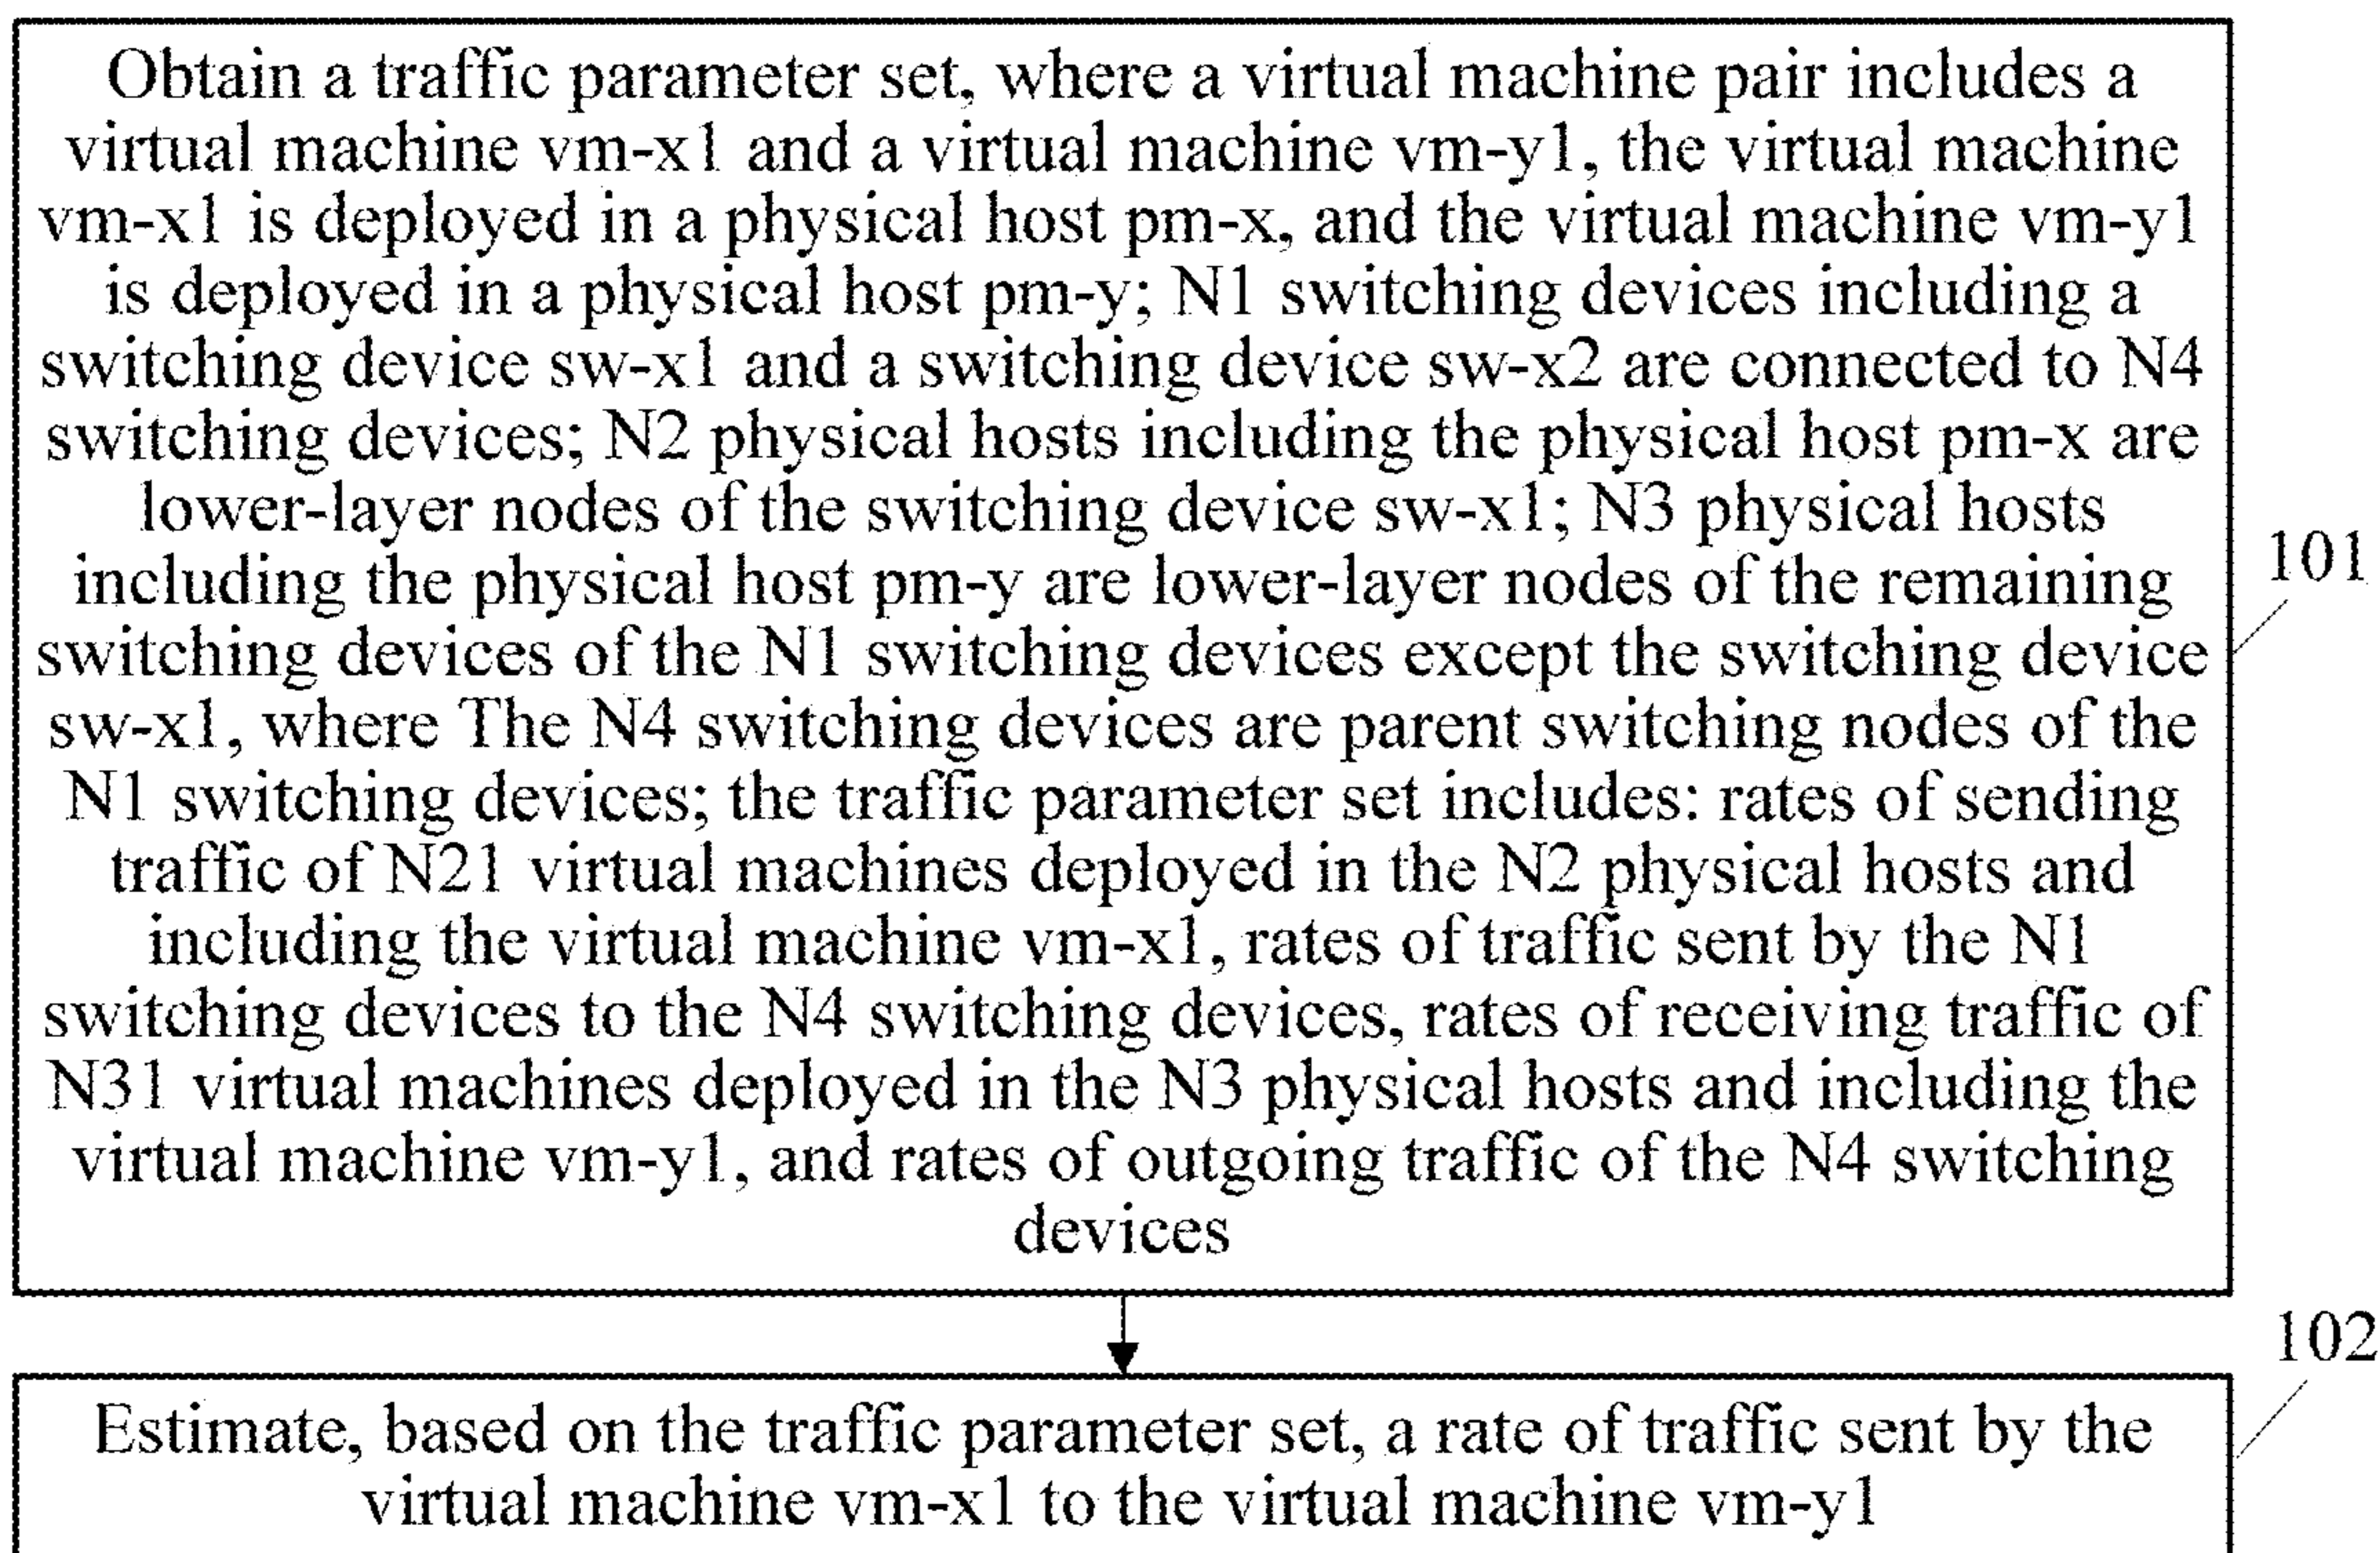 Obtain a traffic parameter set, where a virtual machine pair includes a
virtual machine vm-x1 and a virtual machine vm-y1, the virtual machine
vm-x1 is deployed in a physical host pm-x, and the virtual machine vm-y1
is deployed in a physical host pm-y; N1 switching devices including a
switching device sw-x1 and a switching device sw-x2 are connected to N4
switching devices; N2 physical hosts including the physical host pm-x are
lower-layer nodes of the switching device sw-x1; N3 physical hosts
including the physical host pm-y are lower-layer nodes of the remaining
switching devices of the N1 switching devices except the switching device
sw-x1, where The N4 switching devices are parent switching nodes of the
N1 switching devices; the traffic parameter set includes: rates of sending
traffic of N21 virtual machines deployed in the N2 physical hosts and
including the virtual machine vm-x1, rates of traffic sent by the N1
switching devices to the N4 switching devices, rates of receiving traffic of
N31 virtual machines deployed in the N3 physical hosts and including the
virtual machine vm-y1, and rates of outgoing traffic of the N4 switching
devices
101
102
Estimate, based on the traffic parameter set, a rate of traffic sent by the
virtual machine vm-x1 to the virtual machine vm-y1